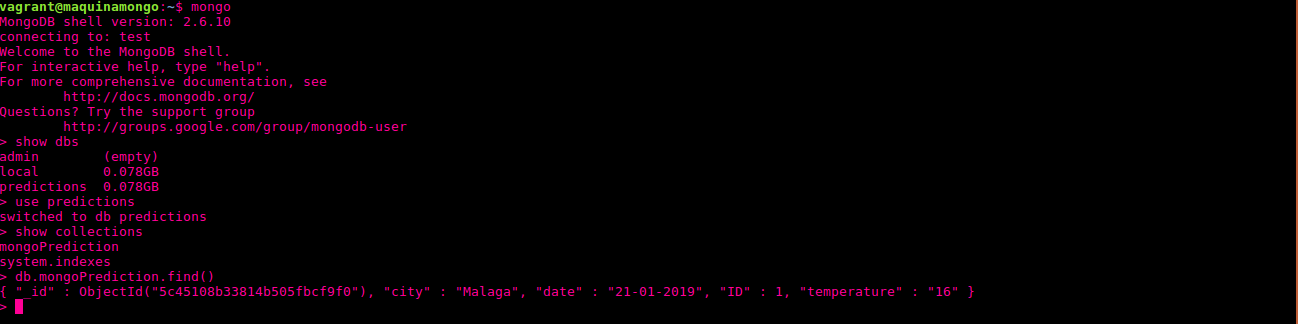 vagrant@maquinamongo:~$ mongo
MongoDB shell version: 2.6.10
connecting to: test
Welcome to the MongoDB shell.
For interactive help, type "help".
For more comprehensive documentation, see
        http://docs.mongodb.org/
Questions? Try the support group
        http://groups.google.com/group/mongodb-user
> show dbs
admin        (empty)
local        0.078GB
predictions  0.078GB
> use predictions
switched to db predictions
> show collections
mongoPrediction
system.indexes
> db.mongoPrediction.find()
{ "_id" : ObjectId("5c45108b33814b505fbcf9f0"), "city" : "Malaga", "date" : "21-01-2019", "ID" : 1, "temperature" : "16" }
>